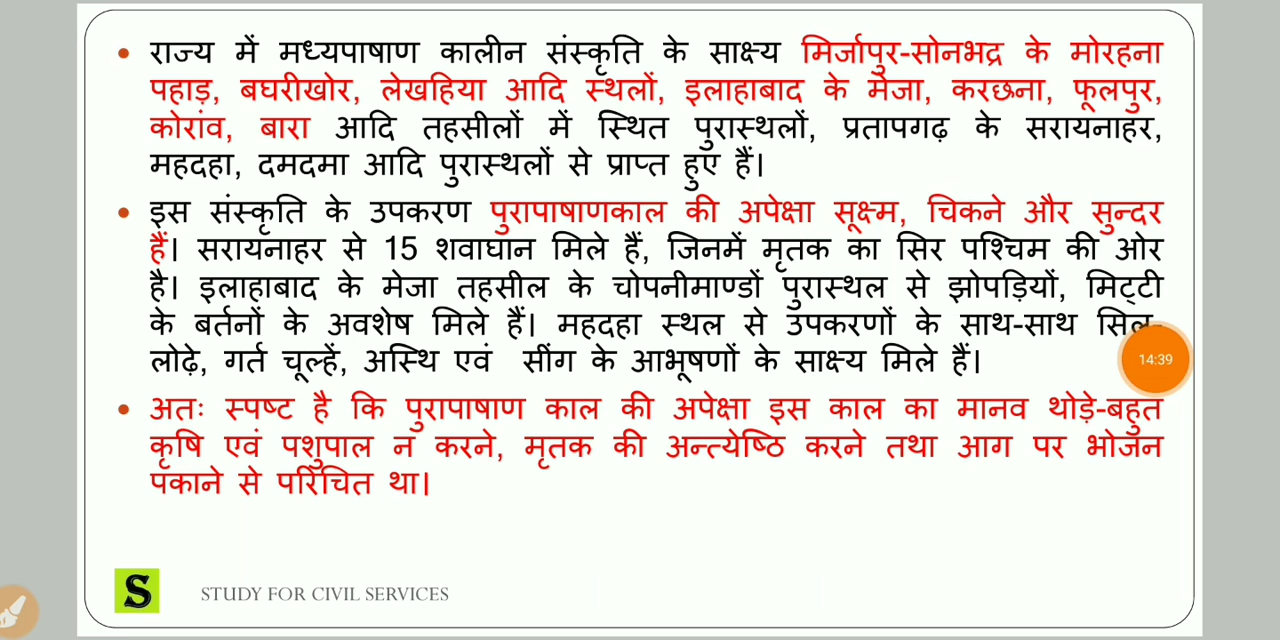 राज्य में मध्यपाषाण कालीन संस्कृति के साक्ष्य मिर्जापुर-सोनभद्र के मोरहना
पहाड़, बघरीखोर, लेखहिया आदि स्थलों, इलाहाबाद के मेजा, करछना, फूलपुर,
कोरांव, बारा आदि तहसीलों में स्थित पुरास्थलों, प्रतापगढ़ के सरायनाहर,
महदहा, दमदमा आदि पुरास्थलों से प्राप्त हुए हैं।
इस संस्कृति के उपकरण पुरापाषाणकाल की अपेक्षा सूक्ष्म, चिकने और सुन्दर
हैं। सरायनाहर से 15 शवाघान मिले हैं, जिनमें मृतक का सिर पश्चिम की ओर
है। इलाहाबाद के मेजा तहसील के चोपनीमाण्डों पुरास्थल से झोपड़ियों, मिट्टी
के बर्तनों के अवशेष मिले हैं। महदहा स्थल से उपकरणों के साथ-साथ सिल-
लोढ़े, गर्त चूल्हें, अस्थि एवं सींग के आभूषणों के साक्ष्य मिले हैं।
14:39
अतः स्पष्ट है कि पुरापाषाण काल की अपेक्षा इस काल का मानव थोड़े-बहुत
कृषि एवं पशुपाल न करने, मृतक की अन्त्येष्ठि करने तथा आग पर भोजन
पकाने से परिचित था।
S STUDY FOR CIVIL SERVICES